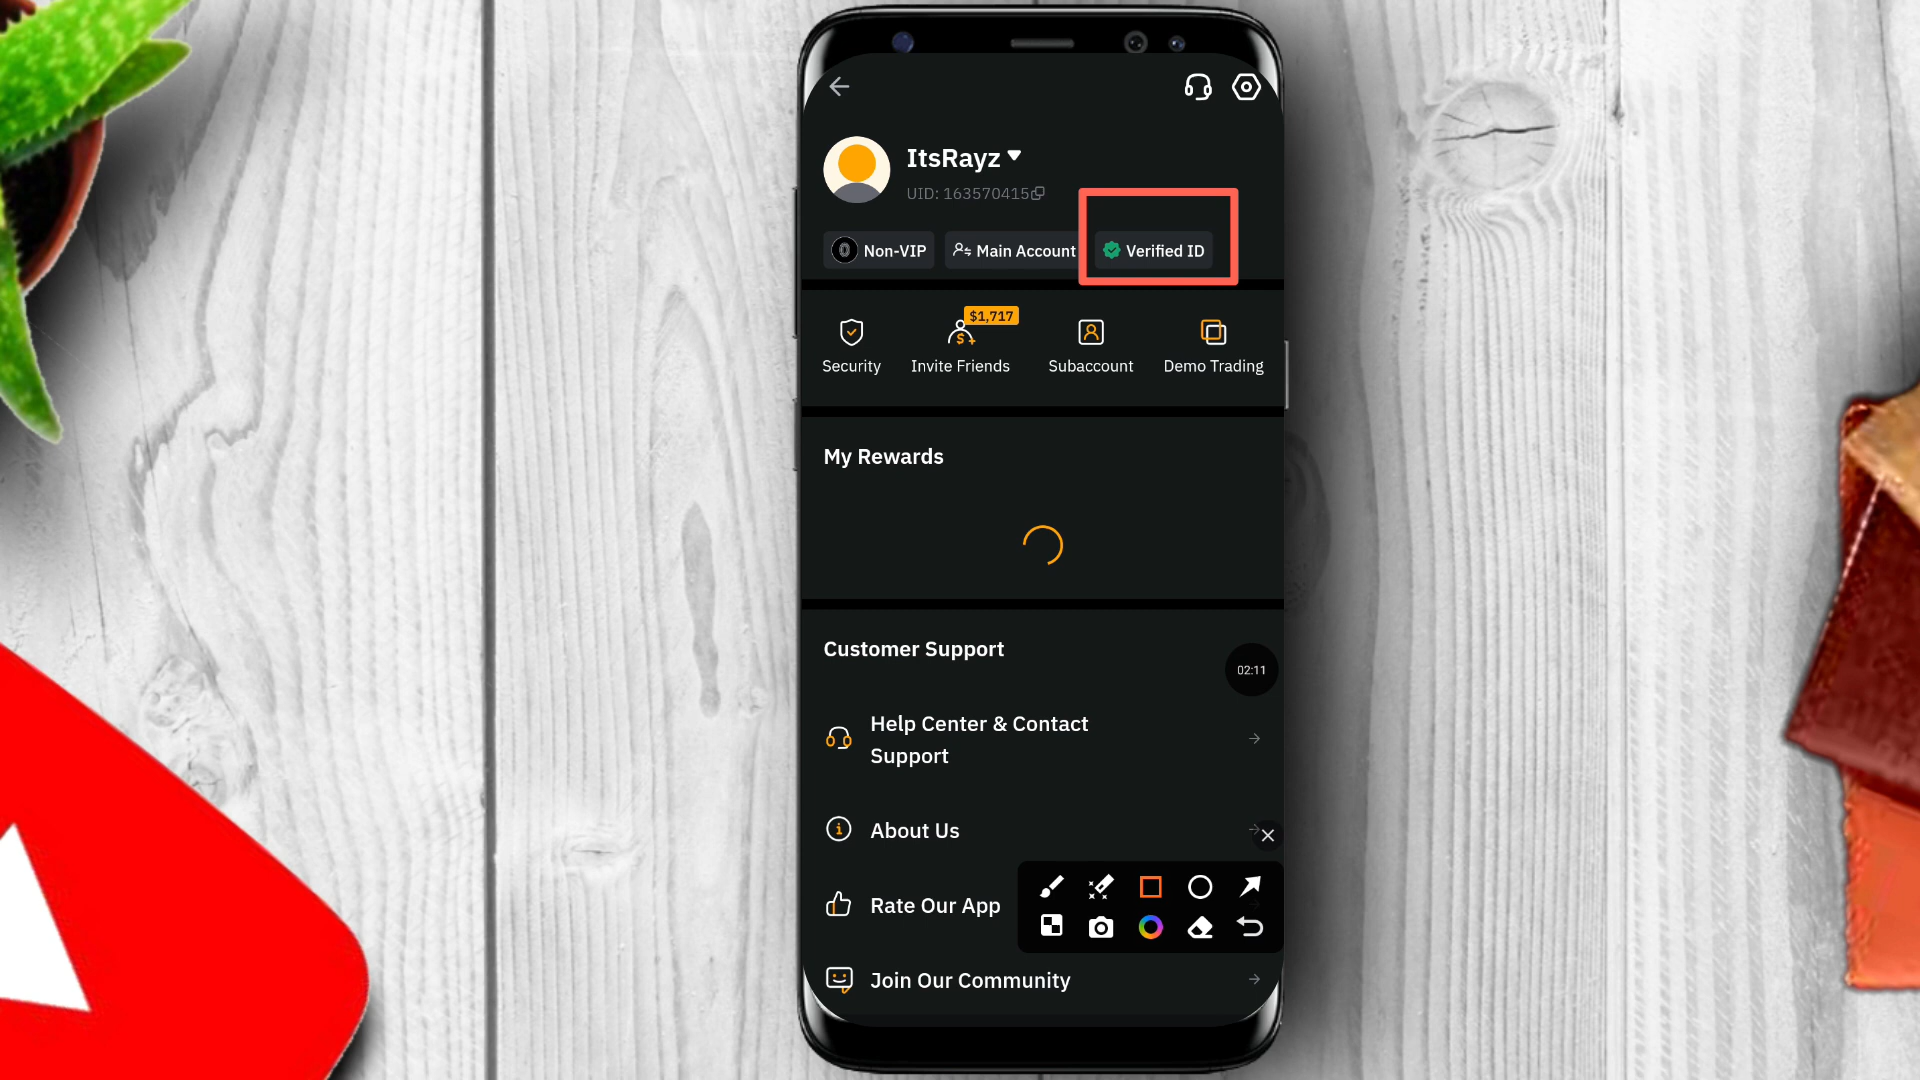 ItsRayz
UID: 163570415
Non-VIP
Main Account
Verified ID
$1,717
Security
Invite Friends
Subaccount
Demo Trading
My Rewards
Customer Support
02:11
Help Center & Contact
Support
About Us
Rate Our App
Join Our Community